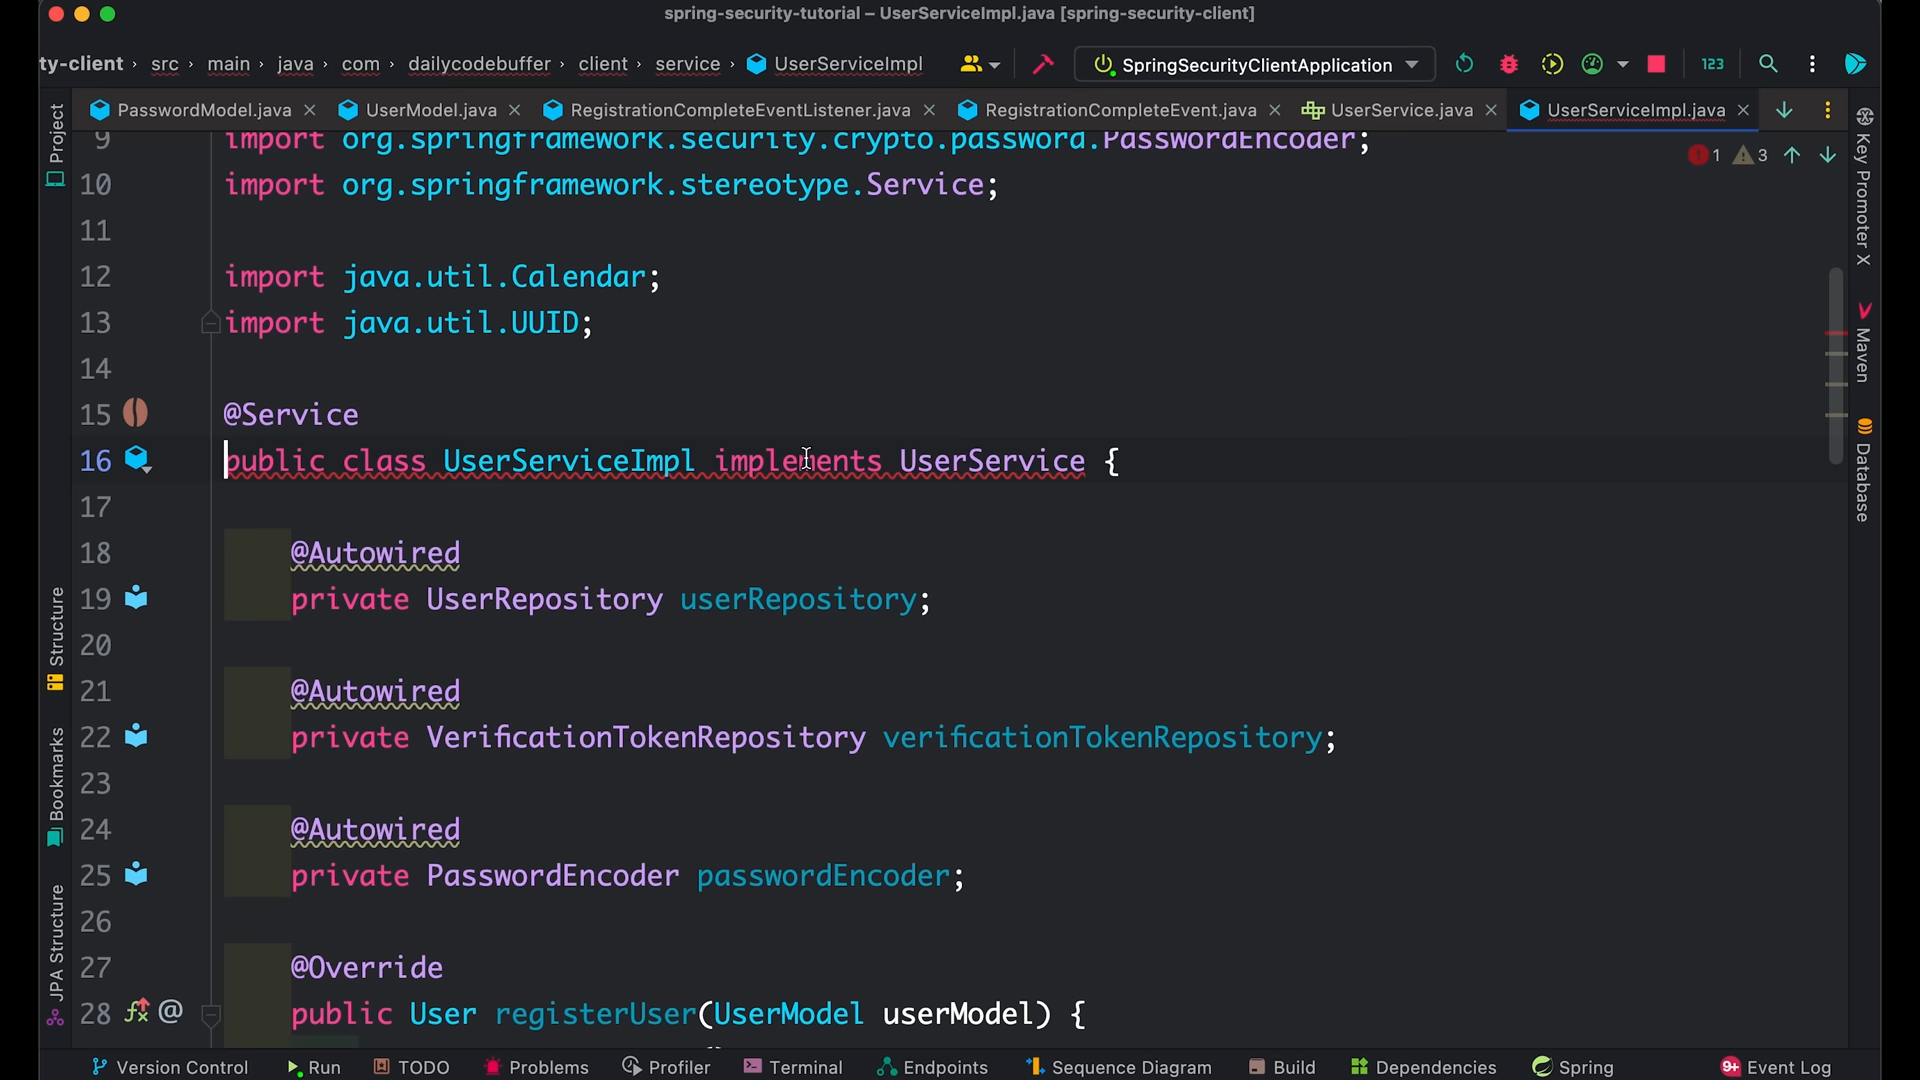 spring-security-tutorial – UserServiceImpl.java [spring-security-client]
ty-client › src › main › java › com › dailycodebuffer › client › service › UserServiceImpl
SpringSecurityClientApplication
123
PasswordModel.java
UserModel.java
RegistrationCompleteEventListener.java
RegistrationCompleteEvent.java
UserService.java
UserServiceImpl.java
1
3
Project
Structure
Bookmarks
JPA Structure
9 import org.springframework.security.crypto.password.PasswordEncoder;
10 import org.springframework.stereotype.Service;
11
12 import java.util.Calendar;
13 import java.util.UUID;
14
15 @Service
16 public class UserServiceImpl implements UserService {
17
18 @Autowired
19 private UserRepository userRepository;
20
21 @Autowired
22 private VerificationTokenRepository verificationTokenRepository;
23
24 @Autowired
25 private PasswordEncoder passwordEncoder;
26
27 @Override
28 @ public User registerUser(UserModel userModel) {
Key Promoter X
Maven
Database
Version Control
Run
TODO
Problems
Profiler
Terminal
Endpoints
Sequence Diagram
Build
Dependencies
Spring
9+ Event Log